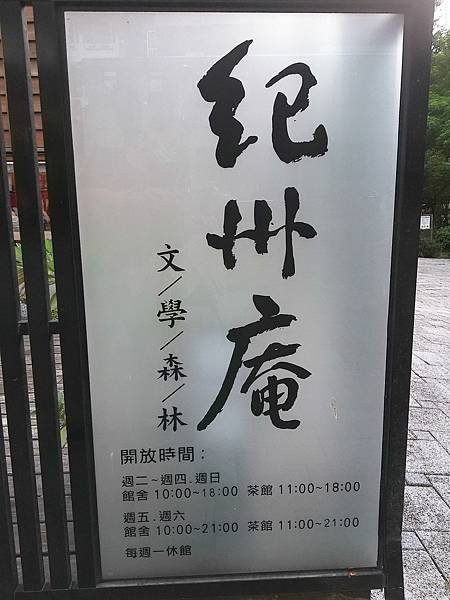 紀州庵
文/學/森/林
開放時間：
週二~週四.週日
館舍 10:00~18:00 茶館 11:00~18:00
週五.週六
館舍 10:00~21:00 茶館 11:00~21:00
每週一休館